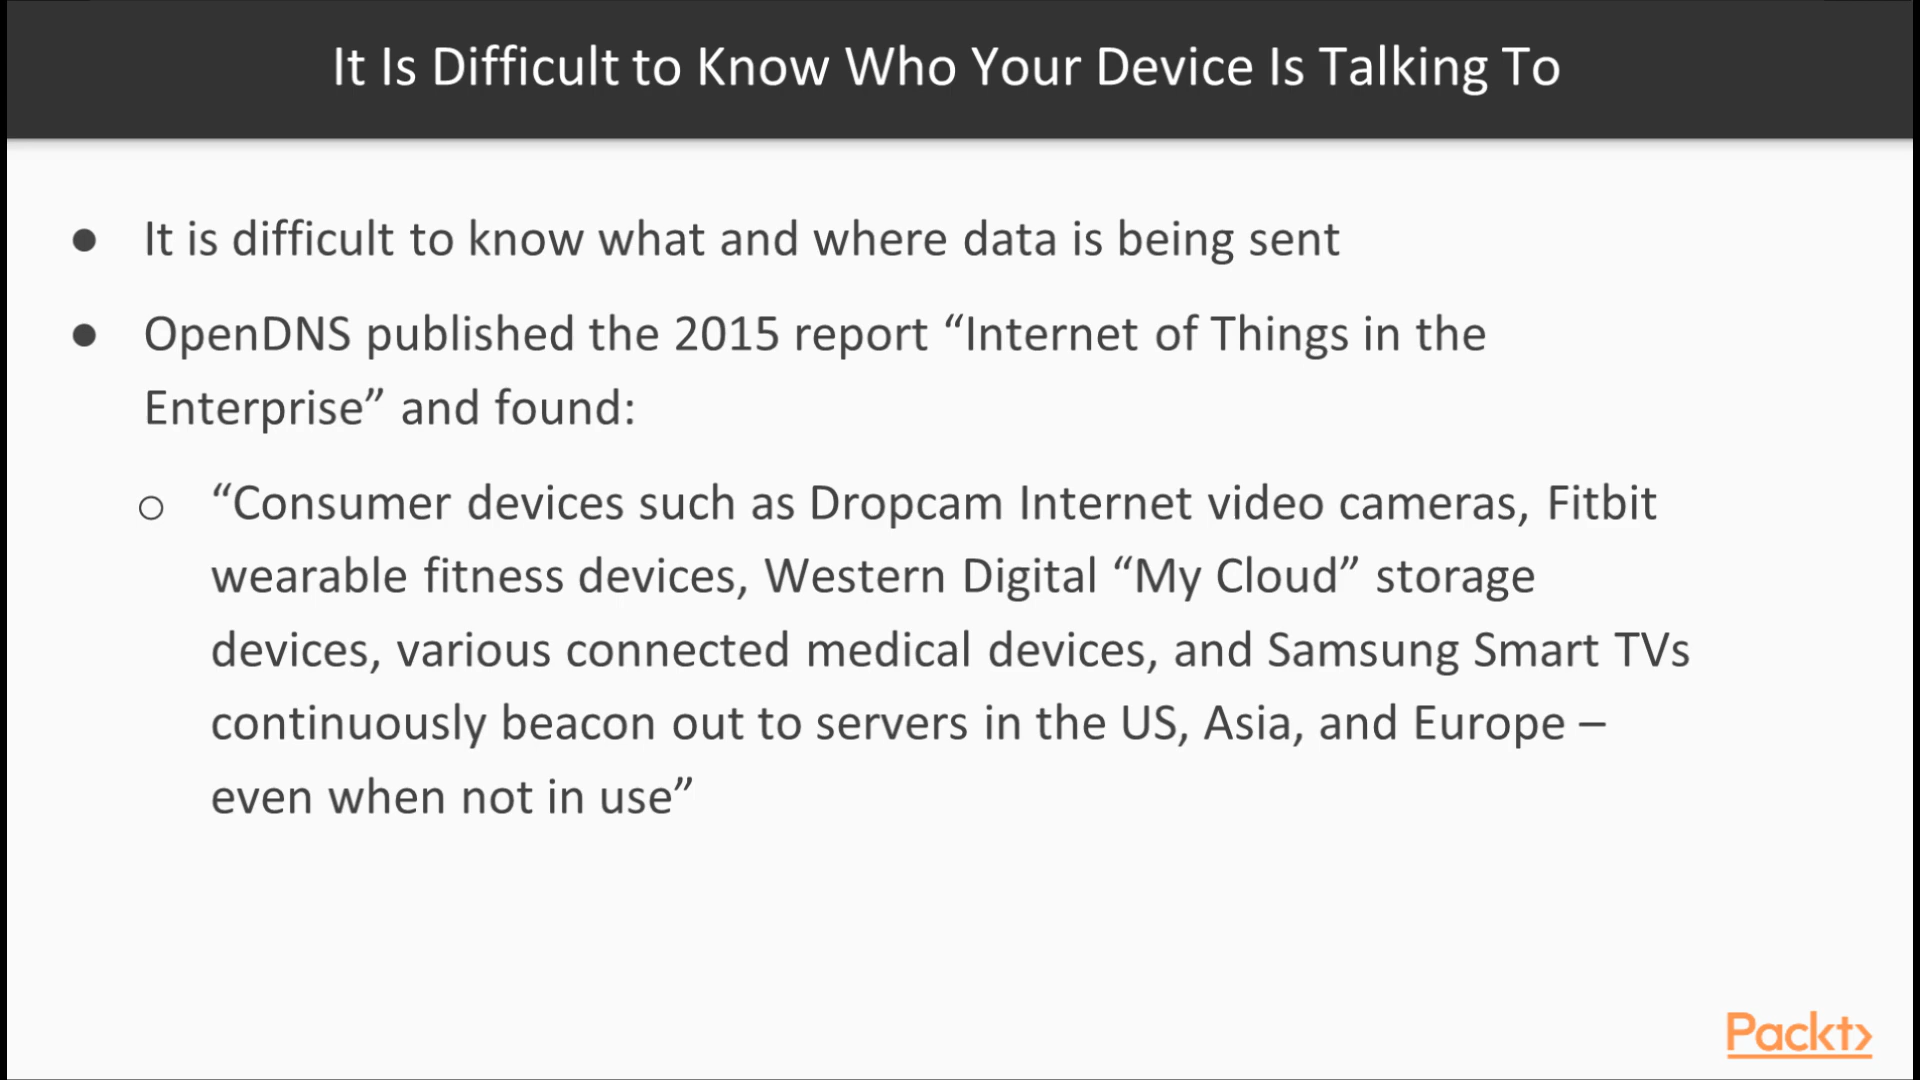 It Is Difficult to Know Who Your Device Is Talking To
● It is difficult to know what and where data is being sent
● OpenDNS published the 2015 report “Internet of Things in the
Enterprise” and found:
○ “Consumer devices such as Dropcam Internet video cameras, Fitbit
wearable fitness devices, Western Digital “My Cloud” storage
devices, various connected medical devices, and Samsung Smart TVs
continuously beacon out to servers in the US, Asia, and Europe –
even when not in use”
Packt>